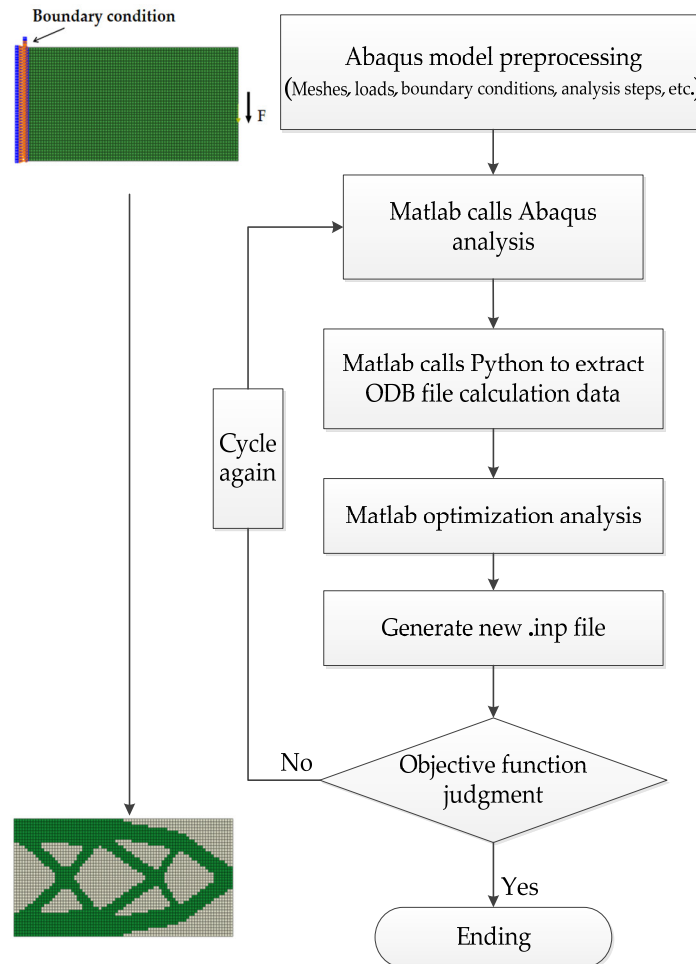 Boundary condition
F
Abaqus model preprocessing
(Meshes, loads, boundary conditions, analysis steps, etc.)
Matlab calls Abaqus
analysis
Matlab calls Python to extract
ODB file calculation data
Cycle
again
Matlab optimization analysis
Generate new .inp file
No
Objective function
judgment
Yes
Ending